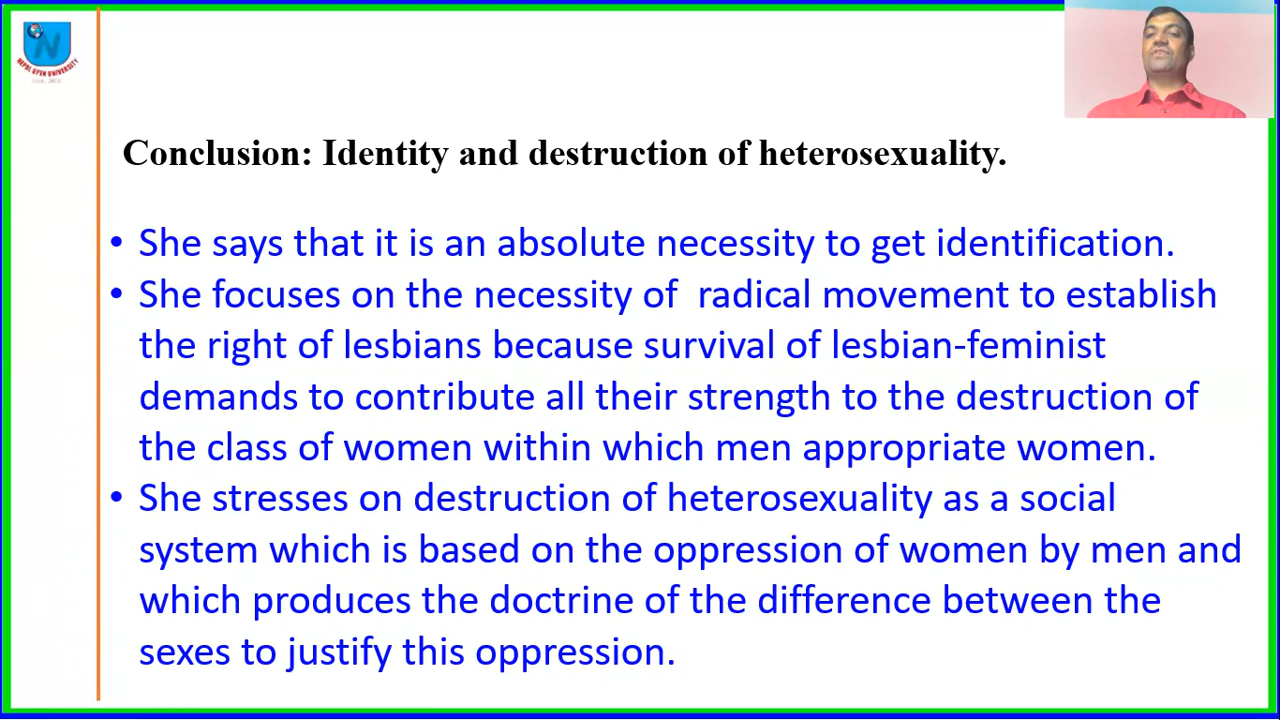 N
NEPAL OPEN UNIVERSITY
Conclusion: Identity and destruction of heterosexuality.
• She says that it is an absolute necessity to get identification.
• She focuses on the necessity of radical movement to establish
the right of lesbians because survival of lesbian-feminist
demands to contribute all their strength to the destruction of
the class of women within which men appropriate women.
• She stresses on destruction of heterosexuality as a social
system which is based on the oppression of women by men and
which produces the doctrine of the difference between the
sexes to justify this oppression.